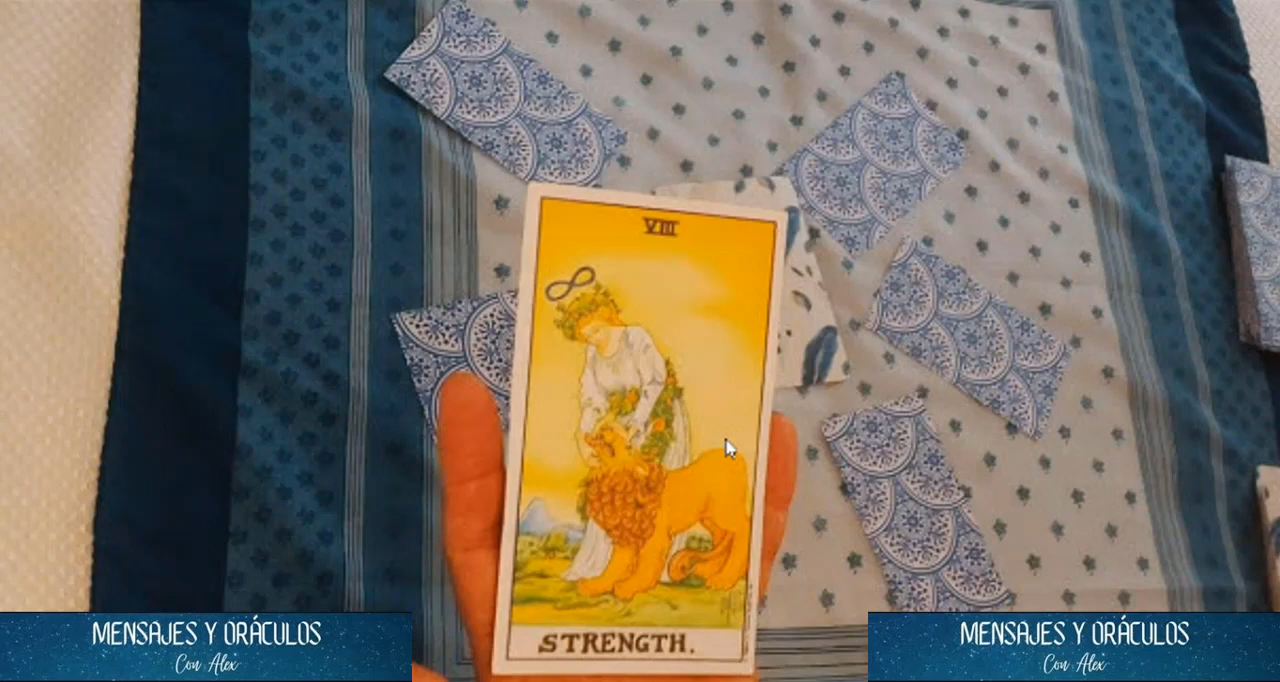 VIII
STRENGTH.
MENSAJES Y ORÁCULOS
Con Alex
MENSAJES Y ORÁCULOS
Con Alex